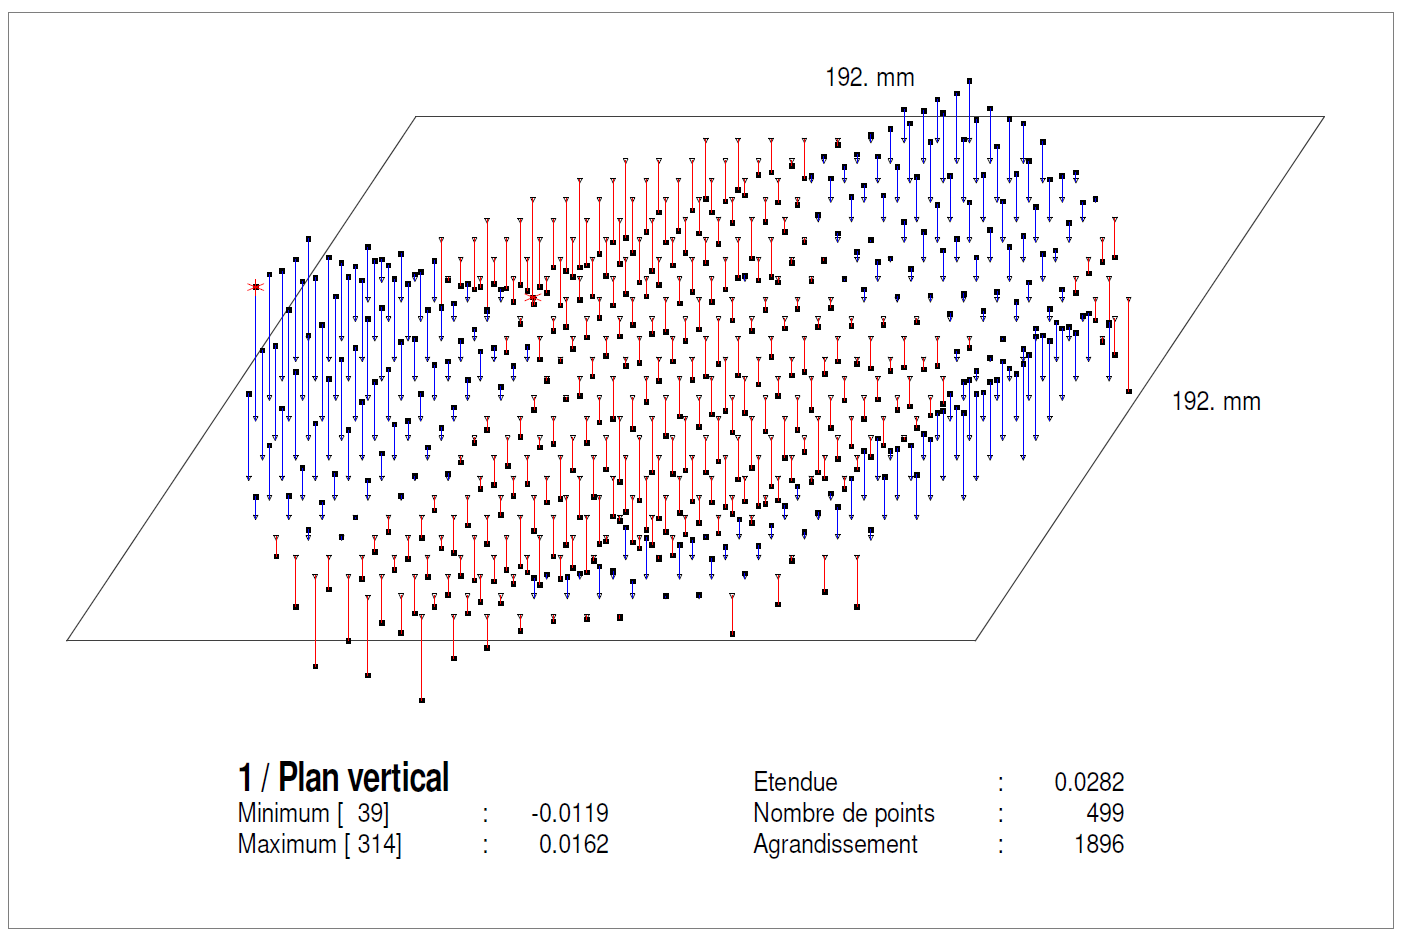 192. mm
192. mm
1 / Plan vertical
Minimum [ 39] : -0.0119
Maximum [ 314] : 0.0162
Etendue : 0.0282
Nombre de points : 499
Agrandissement : 1896